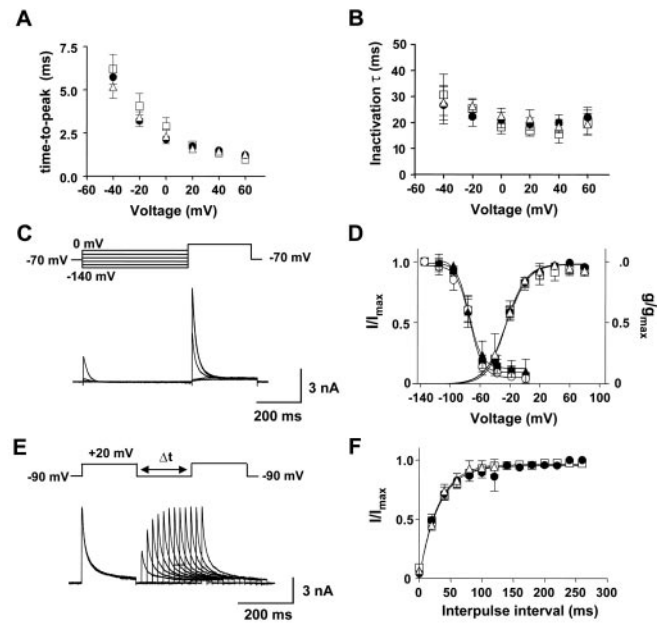 A
7.5
5.0
2.5
0.0
time-to-peak (ms)
-60 -40 -20 0 20 40 60
Voltage (mV)
B
60
50
40
30
20
10
0
Inactivation τ (ms)
-60 -40 -20 0 20 40 60
Voltage (mV)
C
0 mV
-70 mV
-140 mV
-70 mV
3 nA
200 ms
D
1.0
0.5
0
I/Imax
.0
0.5
0
g/gmax
-140 -100 -60 -20 20 60 100
Voltage (mV)
E
+20 mV
Δt
-90 mV
-90 mV
3 nA
200 ms
F
1.0
0.5
0
I/Imax
0 50 100 150 200 250 300
Interpulse interval (ms)